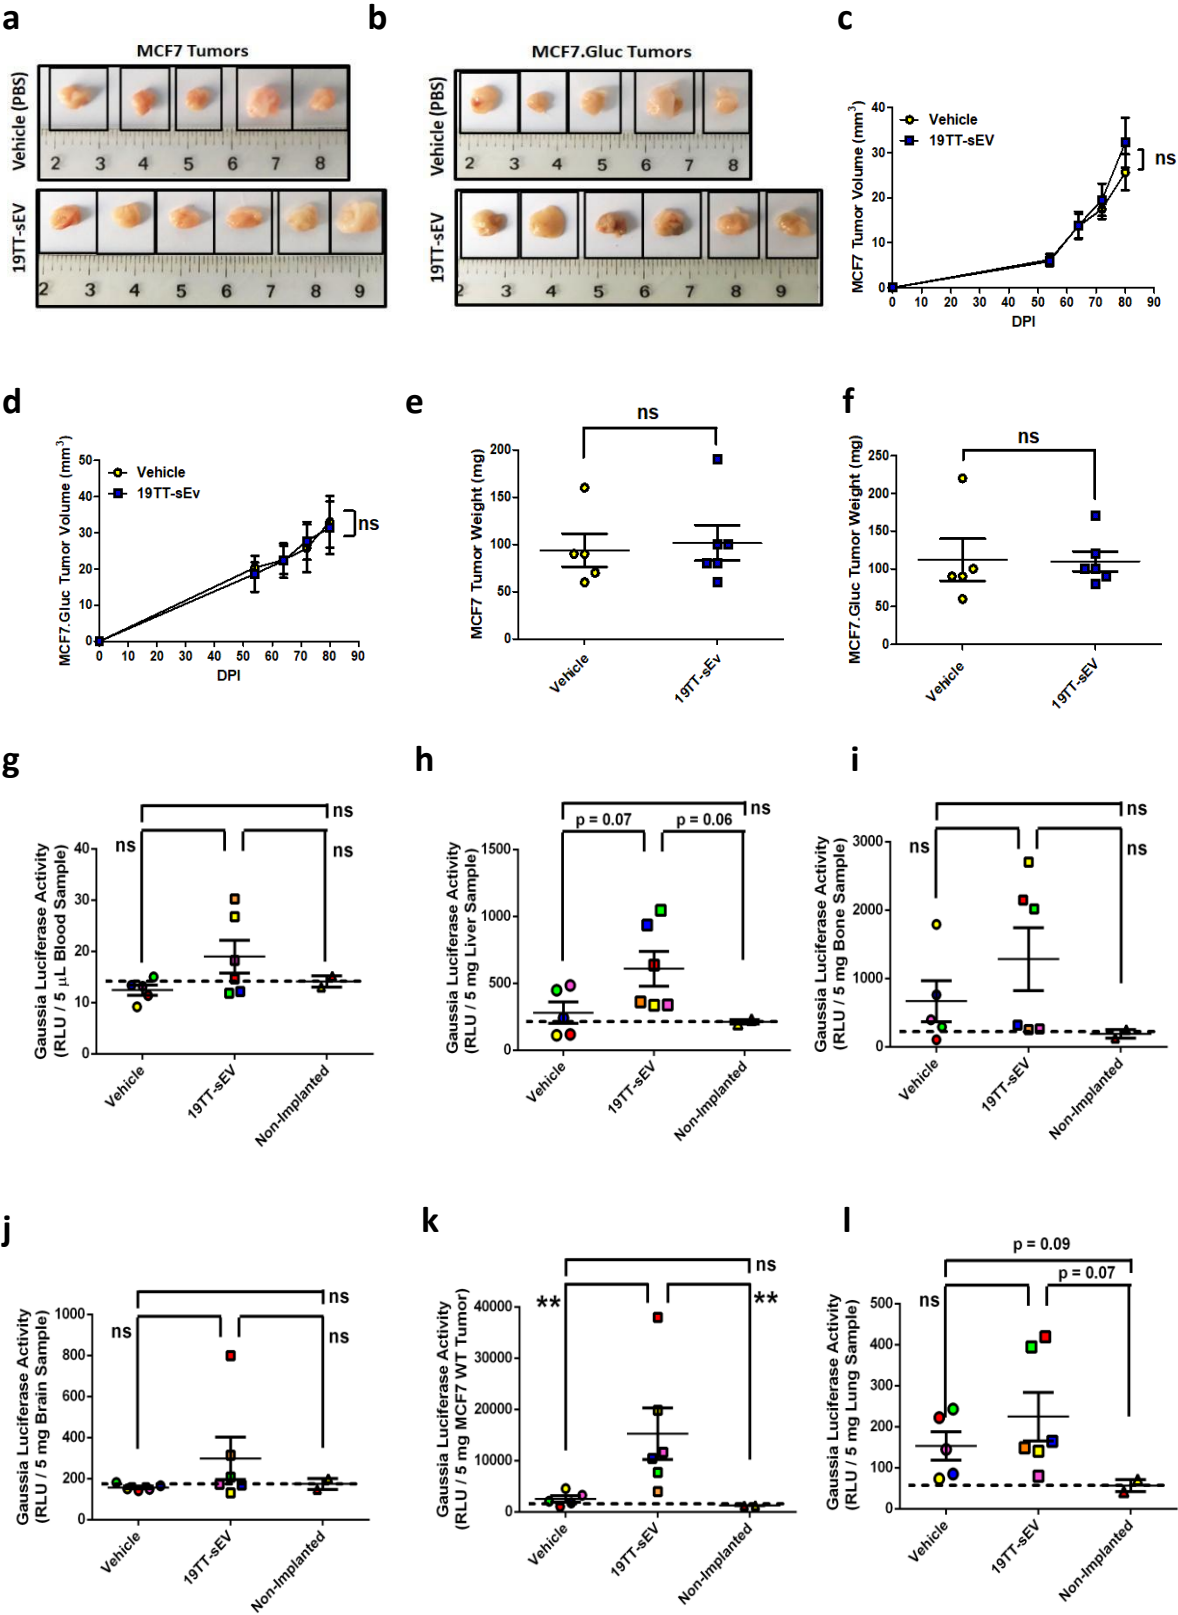 a
MCF7 Tumors
Vehicle (PBS)
2 3 4 5 6 7 8
19TT-sEV
2 3 4 5 6 7 8 9
b
MCF7.Gluc Tumors
Vehicle (PBS)
2 3 4 5 6 7 8
19TT-sEV
2 3 4 5 6 7 8 9
c
MCF7 Tumor Volume (mm3)
40
30
20
10
0
Vehicle
19TT-sEV
ns
0 10 20 30 40 50 60 70 80 90
DPI
d
MCF7.Gluc Tumor Volume (mm3)
50
40
30
20
10
0
Vehicle
19TT-sEv
ns
0 10 20 30 40 50 60 70 80 90
DPI
e
MCF7 Tumor Weight (mg)
ns
200
150
100
50
0
Vehicle
19TT-sEv
f
MCF7.Gluc Tumor Weight (mg)
ns
250
200
150
100
50
0
Vehicle
19TT-sEV
g
Gaussia Luciferase Activity
(RLU / 5 μL Blood Sample)
ns
ns
ns
40
30
20
10
0
Vehicle
19TT-sEV
Non-Implanted
h
Gaussia Luciferase Activity
(RLU / 5 mg Liver Sample)
ns
p = 0.07
p = 0.06
1500
1000
500
0
Vehicle
19TT-sEV
Non-Implanted
i
Gaussia Luciferase Activity
(RLU / 5 mg Bone Sample)
ns
ns
ns
3000
2000
1000
0
Vehicle
19TT-sEV
Non-Implanted
j
Gaussia Luciferase Activity
(RLU / 5 mg Brain Sample)
ns
ns
ns
1000
800
600
400
200
0
Vehicle
19TT-sEV
Non-Implanted
k
Gaussia Luciferase Activity
(RLU / 5 mg MCF7 WT Tumor)
ns
**
**
40000
30000
20000
10000
0
Vehicle
19TT-sEV
Non-Implanted
l
Gaussia Luciferase Activity
(RLU / 5 mg Lung Sample)
p = 0.09
p = 0.07
ns
500
400
300
200
100
0
Vehicle
19TT-sEV
Non-Implanted